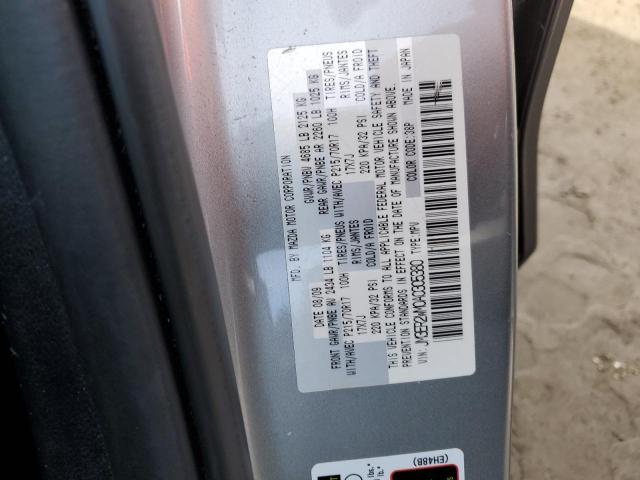 MFD. BY MAZDA MOTOR CORPORATION
DATE 08/09 GVWR/PNBV 4685 LB 2125 KG
FRONT GAWR/PNBE AV 2434 LB 1104 KG REAR GAWR/PNBE AR 2260 LB 1025 KG
WITH/AVEC P215/70R17 100H TIRES/PNEUS WITH/AVEC P215/70R17 100H TIRES/PNEUS
17X7J RIMS/JANTES 17X7J RIMS/JANTES
220 KPA/32 PSI COLD/A FROID 220 KPA/32 PSI COLD/A FROID
THIS VEHICLE CONFORMS TO ALL APPLICABLE FEDERAL MOTOR VEHICLE SAFETY AND THEFT
PREVENTION STANDARDS IN EFFECT ON THE DATE OF MANUFACTURE SHOWN ABOVE.
VIN: TYPE:MPV COLOR CODE:38P MADE IN JAPAN
(EH48B)
lbs.*